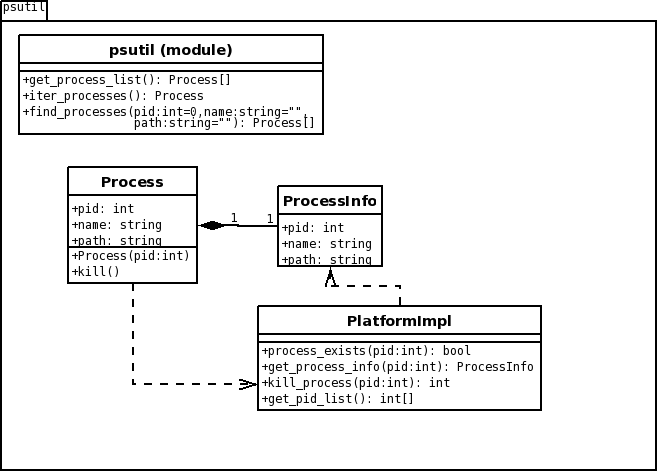 psutil
psutil (module)
+get_process_list(): Process[]
+iter_processes(): Process
+find_processes(pid:int=0,name:string="",
path:string=""): Process[]
Process
+pid: int
+name: string
+path: string
+Process(pid:int)
+kill()
1
1
ProcessInfo
+pid: int
+name: string
+path: string
PlatformImpl
+process_exists(pid:int): bool
+get_process_info(pid:int): ProcessInfo
+kill_process(pid:int): int
+get_pid_list(): int[]